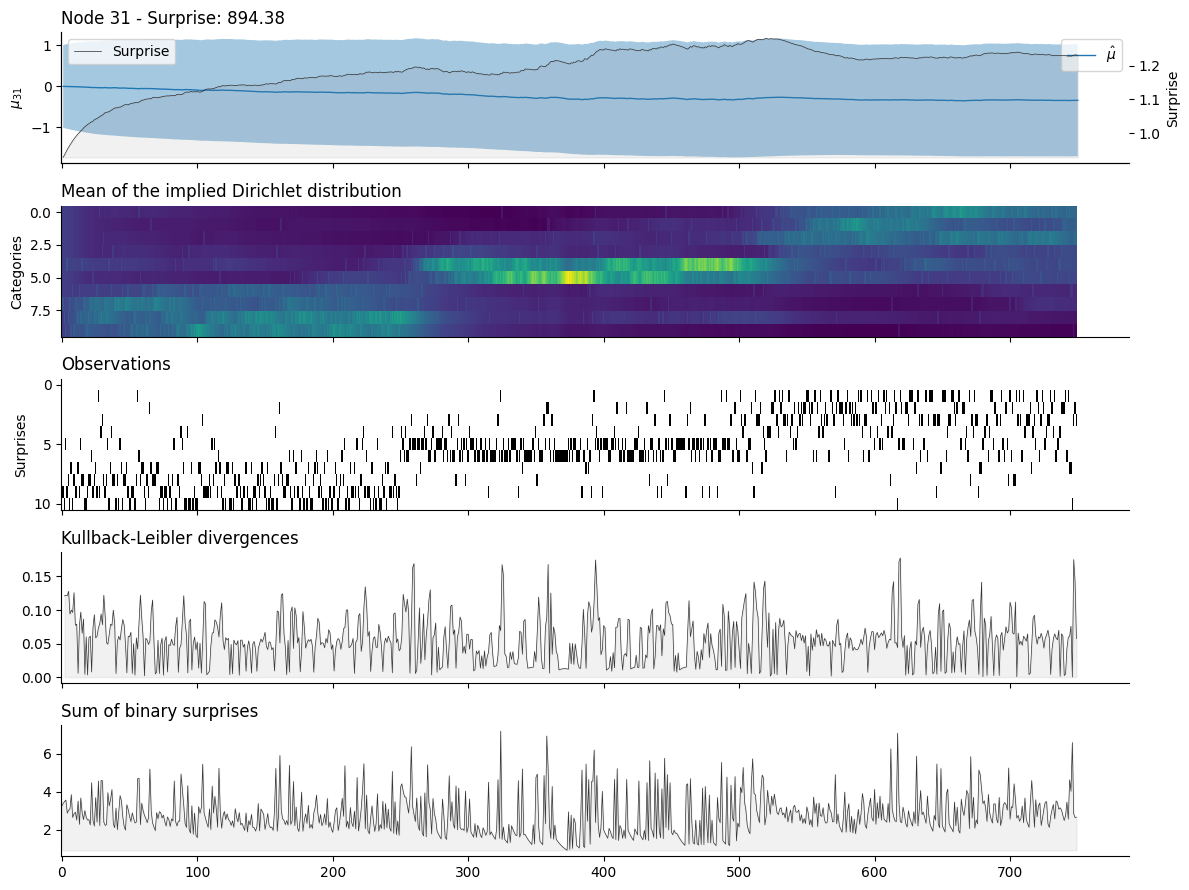 Node 31 - Surprise: 894.38
1
0
−1
μ31
Surprise
μ̂
1.2
1.1
1.0
Surprise
Mean of the implied Dirichlet distribution
0.0
2.5
5.0
7.5
Categories
Observations
0
5
10
Surprises
Kullback-Leibler divergences
0.15
0.10
0.05
0.00
Sum of binary surprises
6
4
2
0 100 200 300 400 500 600 700